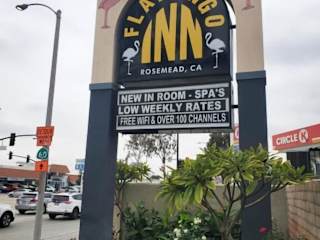 FLAMINGO
INN
ROSEMEAD, CA
NEW IN ROOM - SPA'S
LOW WEEKLY RATES
FREE WIFI & OVER 100 CHANNELS
CIRCLE K